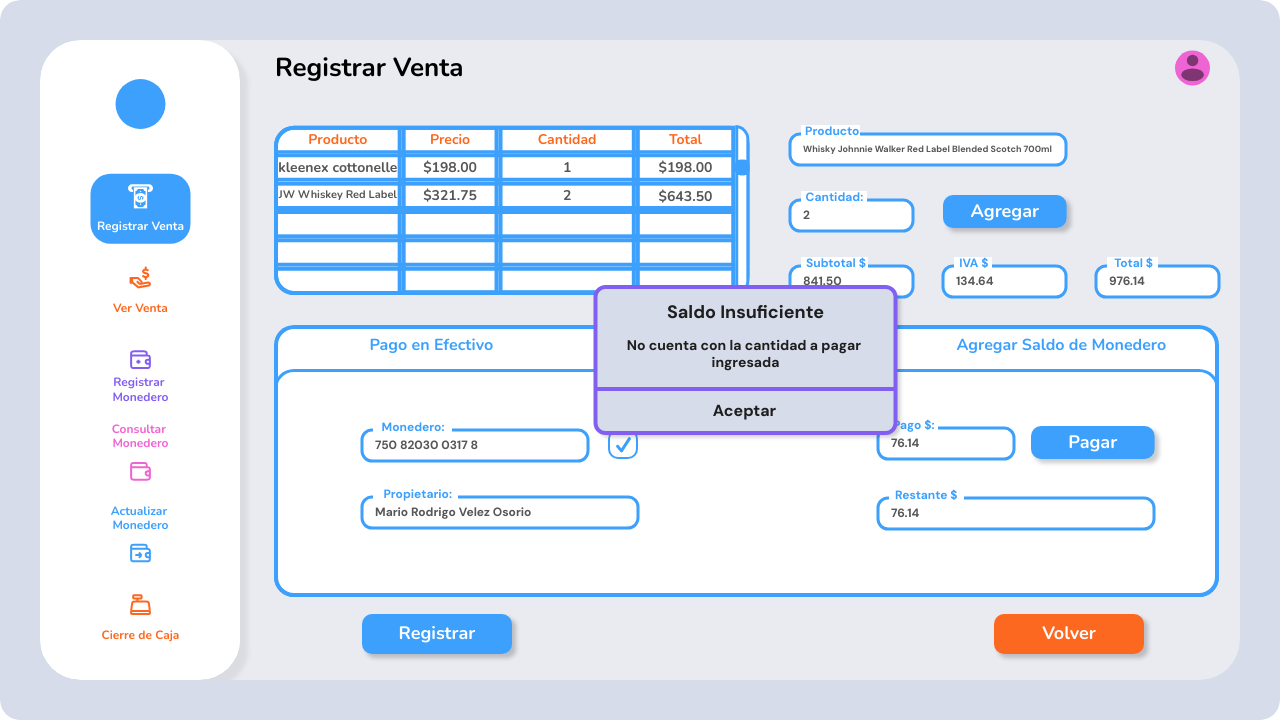 Registrar Venta
Registrar Venta
Ver Venta
Registrar
Monedero
Consultar
Monedero
Actualizar
Monedero
Cierre de Caja
Producto Precio Cantidad Total
kleenex cottonelle $198.00 1 $198.00
JW Whiskey Red Label $321.75 2 $643.50
Producto
Whisky Johnnie Walker Red Label Blended Scotch 700ml
Cantidad:
2
Agregar
Subtotal $ IVA $ Total $
841.50 134.64 976.14
Saldo Insuficiente
No cuenta con la cantidad a pagar
ingresada
Aceptar
Pago en Efectivo
Agregar Saldo de Monedero
Monedero:
750 82030 0317 8
Pago $:
76.14
Pagar
Propietario:
Mario Rodrigo Velez Osorio
Restante $
76.14
Registrar
Volver